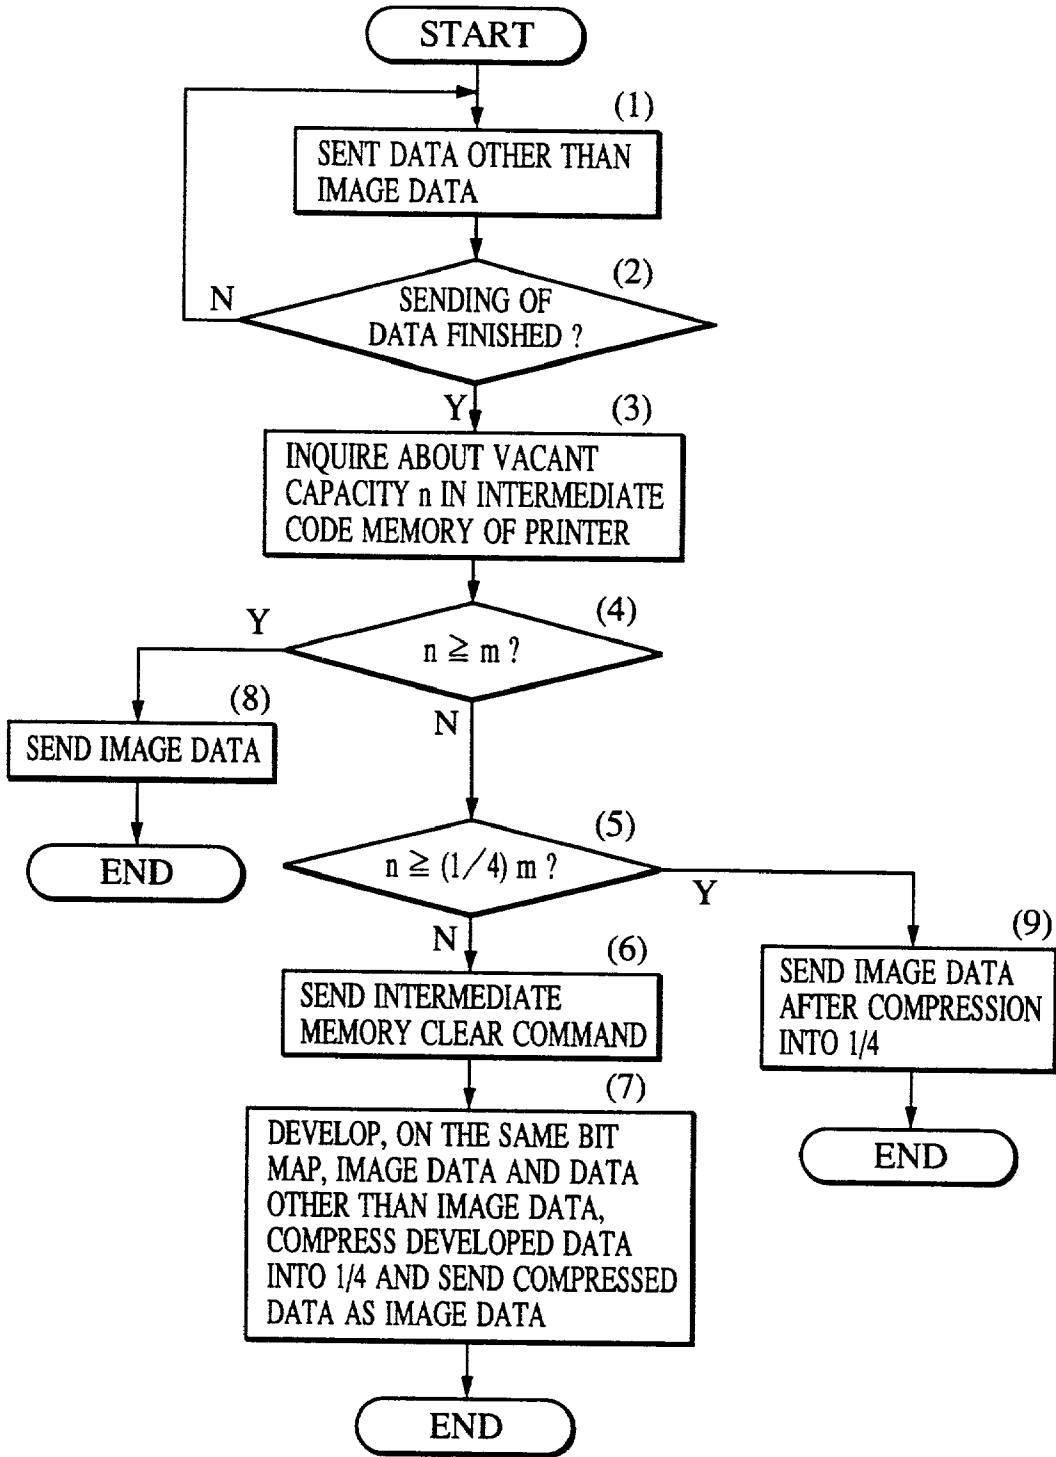 START
(1)
SENT DATA OTHER THAN
IMAGE DATA
(2)
SENDING OF
DATA FINISHED ?
N
Y
(3)
INQUIRE ABOUT VACANT
CAPACITY n IN INTERMEDIATE
CODE MEMORY OF PRINTER
(4)
n ≧ m ?
Y
N
(8)
SEND IMAGE DATA
END
(5)
n ≧ (1/4) m ?
Y
N
(9)
SEND IMAGE DATA
AFTER COMPRESSION
INTO 1/4
END
(6)
SEND INTERMEDIATE
MEMORY CLEAR COMMAND
(7)
DEVELOP, ON THE SAME BIT
MAP, IMAGE DATA AND DATA
OTHER THAN IMAGE DATA,
COMPRESS DEVELOPED DATA
INTO 1/4 AND SEND COMPRESSED
DATA AS IMAGE DATA
END